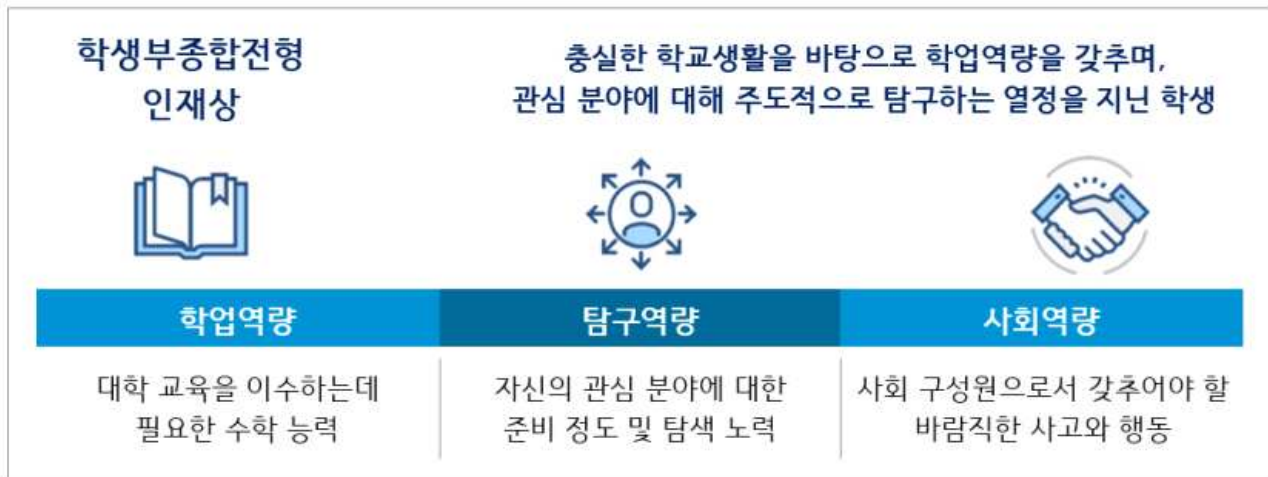 학생부종합전형
인재상
충실한 학교생활을 바탕으로 학업역량을 갖추며,
관심 분야에 대해 주도적으로 탐구하는 열정을 지닌 학생
학업역량
탐구역량
사회역량
대학 교육을 이수하는데
필요한 수학 능력
자신의 관심 분야에 대한
준비 정도 및 탐색 노력
사회 구성원으로서 갖추어야 할
바람직한 사고와 행동